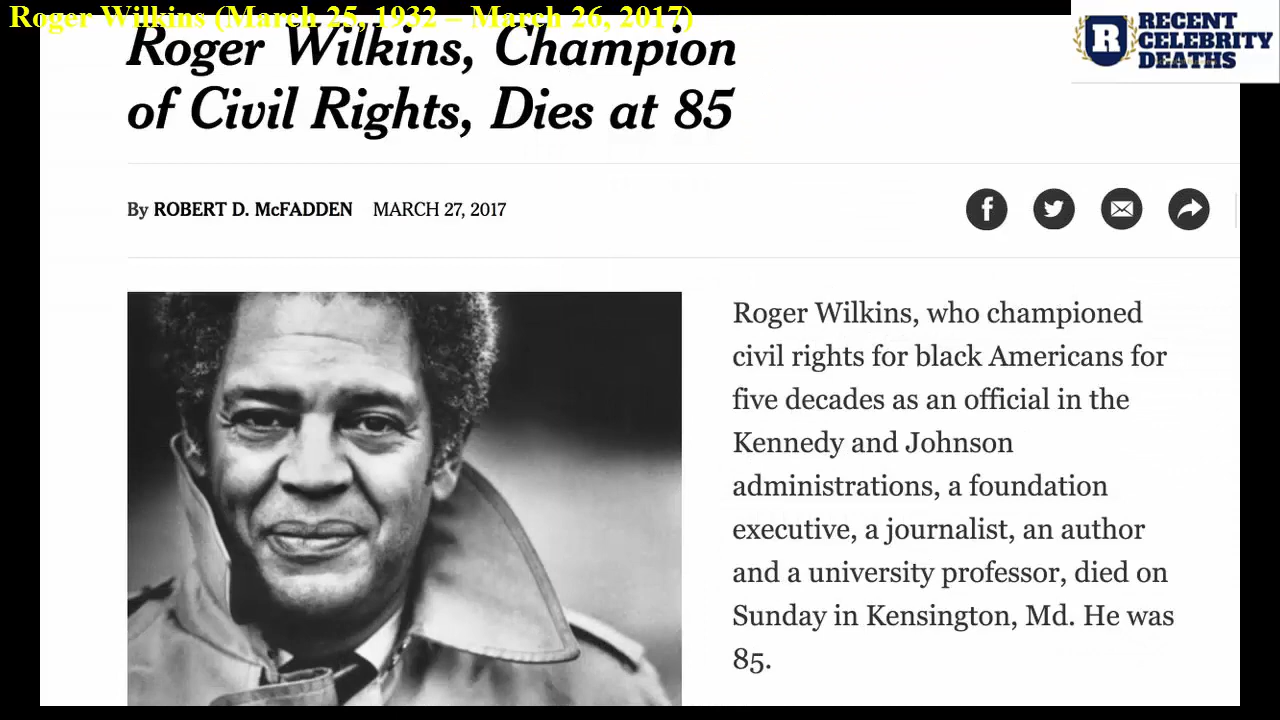 Roger Wilkins (March 25, 1932 – March 26, 2017)
RECENT
CELEBRITY
DEATHS
R
Roger Wilkins, Champion
of Civil Rights, Dies at 85
By ROBERT D. McFADDEN MARCH 27, 2017
f
Roger Wilkins, who championed
civil rights for black Americans for
five decades as an official in the
Kennedy and Johnson
administrations, a foundation
executive, a journalist, an author
and a university professor, died on
Sunday in Kensington, Md. He was
85.